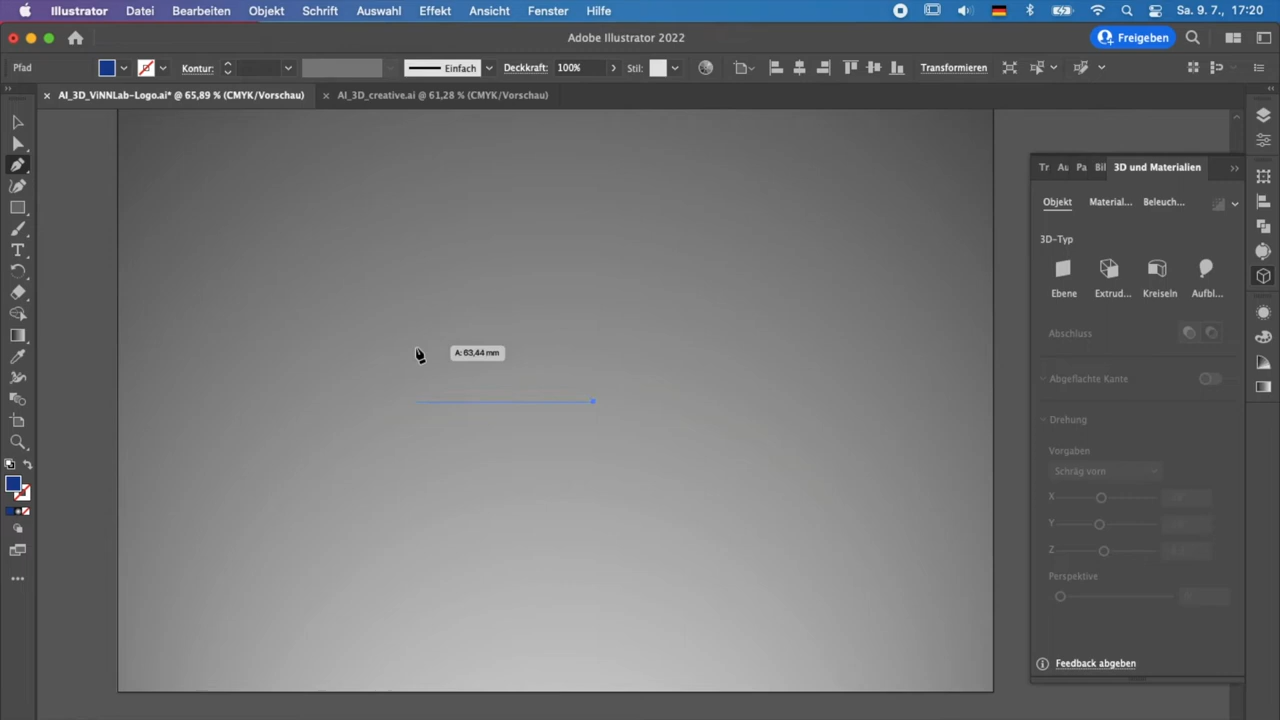 Illustrator Datei Bearbeiten Objekt Schrift Auswahl Effekt Ansicht Fenster Hilfe Sa. 9. 7., 17:20
Adobe Illustrator 2022 Freigeben
Pfad Kontur: Einfach Deckkraft: 100% Stil: Transformieren
AI_3D_ViNNLab-Logo.ai* @ 65,89 % (CMYK/Vorschau) AI_3D_creative.ai @ 61,28 % (CMYK/Vorschau)
Tr Au Pa Bil 3D und Materialien
Objekt Material... Beleuch...
3D-Typ
Ebene Extrud... Kreiseln Aufbl...
Abschluss
A: 63,44 mm
Abgeflachte Kante
Drehung
Vorgaben
Schräg vorn
X
Y
Z
Perspektive
Feedback abgeben